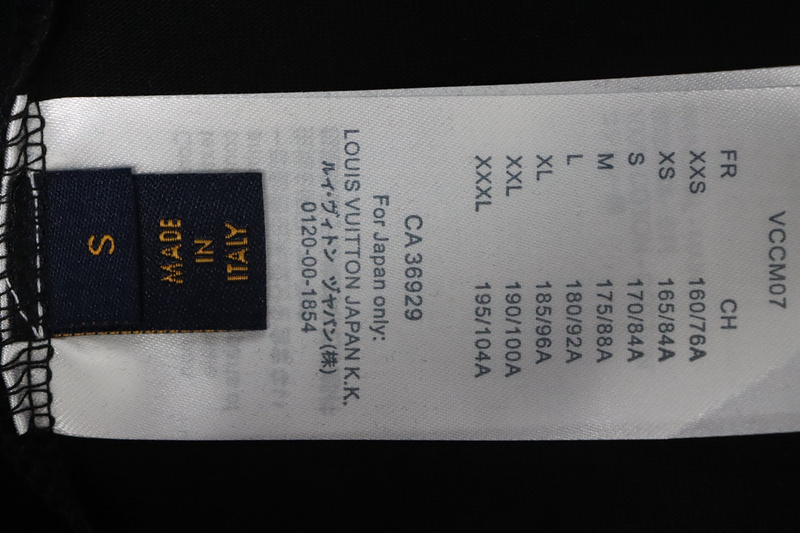 VCCM07
FR CH
XXS 160/76A
XS 165/84A
S 170/84A
M 175/88A
L 180/92A
XL 185/96A
XXL 190/100A
XXXL 195/104A
CA 36929
For Japan only:
LOUIS VUITTON JAPAN K.K.
ルイ・ヴィトン ジャパン(株)
0120-00-1854
MADE
IN
ITALY
S